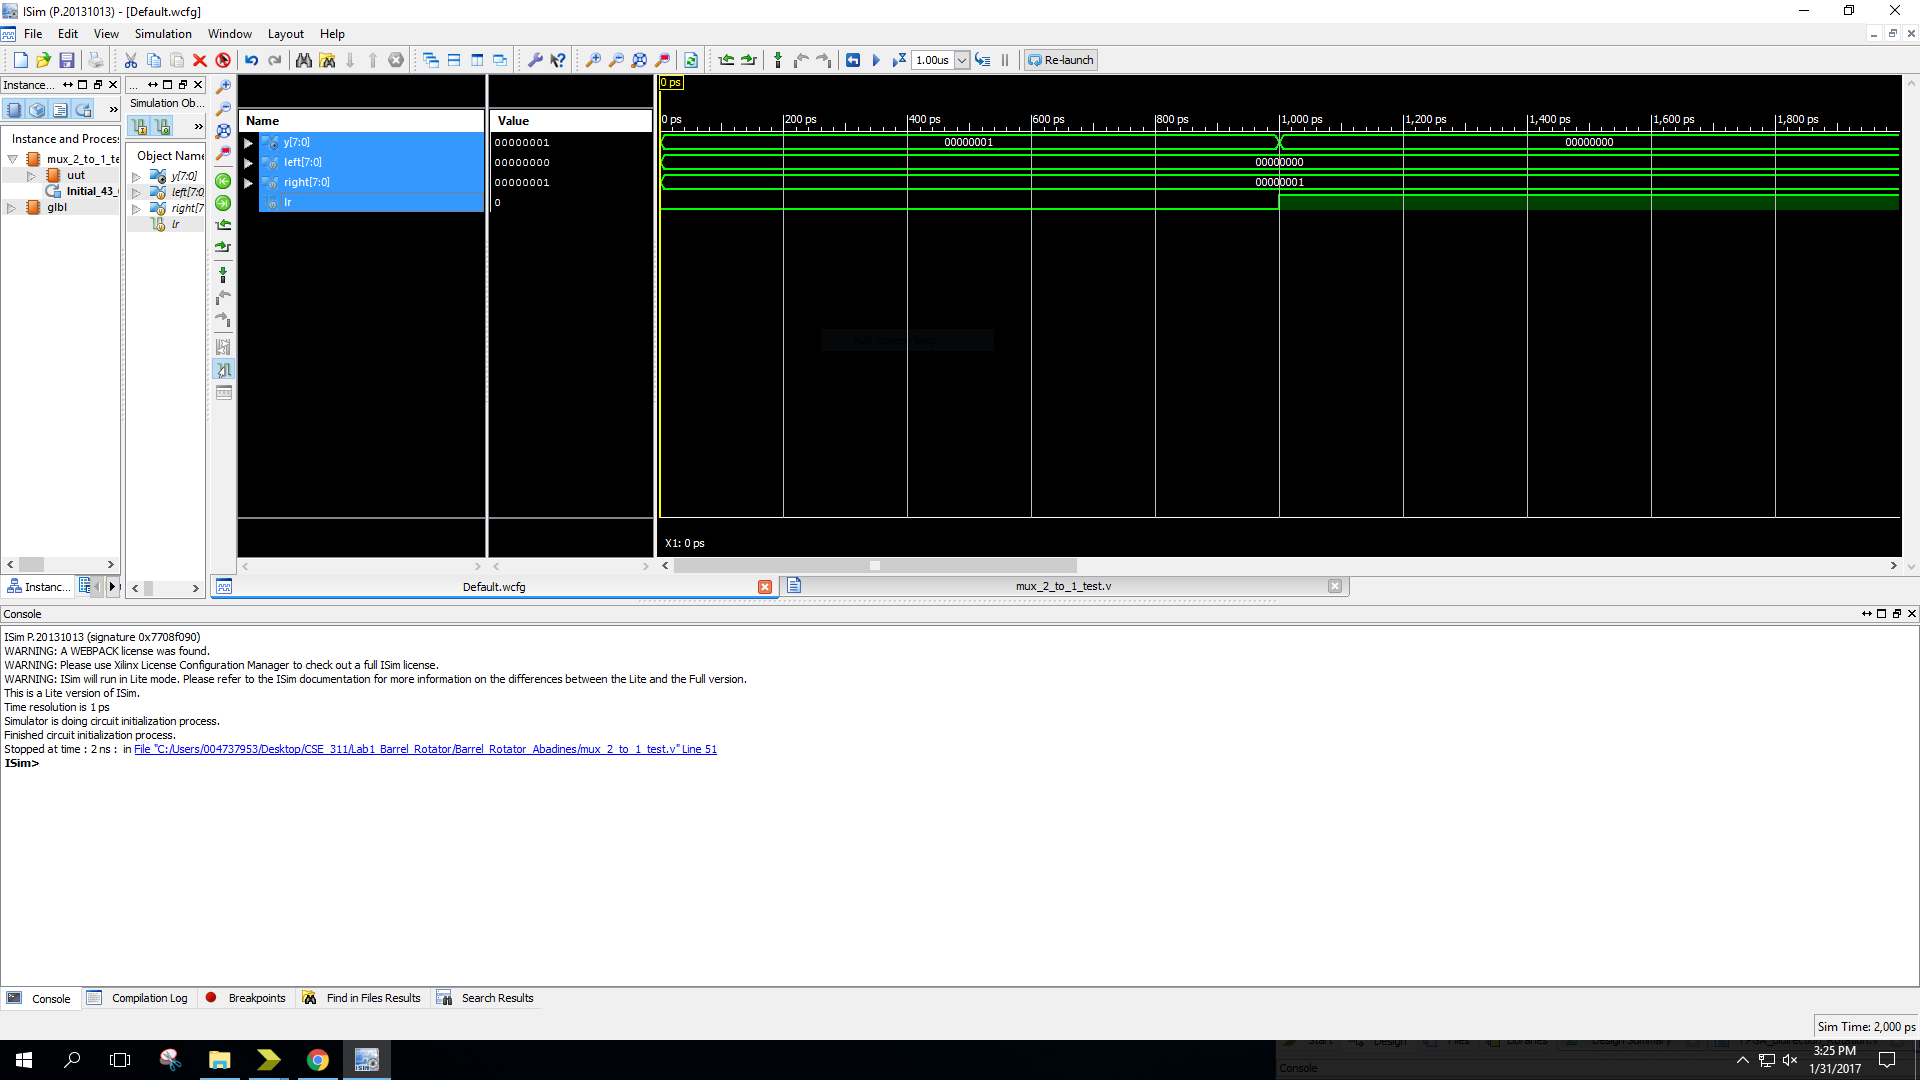 ISim (P.20131013) - [Default.wcfg]
File Edit View Simulation Window Layout Help
1.00us Re-launch
Instance...
...
Simulation Ob...
Instance and Proces
mux_2_to_1_te
uut
Initial_43_
glbl
Object Name
y[7:0]
left[7:0
right[7
lr
Name Value
y[7:0] 00000001
left[7:0] 00000000
right[7:0] 00000001
lr 0
0 ps
0 ps 200 ps 400 ps 600 ps 800 ps 1,000 ps 1,200 ps 1,400 ps 1,600 ps 1,800 ps
00000001 00000000
00000000
00000001
X1: 0 ps
Instanc...
Default.wcfg mux_2_to_1_test.v
Console
ISim P.20131013 (signature 0x7708f090)
WARNING: A WEBPACK license was found.
WARNING: Please use Xilinx License Configuration Manager to check out a full ISim license.
WARNING: ISim will run in Lite mode. Please refer to the ISim documentation for more information on the differences between the Lite and the Full version.
This is a Lite version of ISim.
Time resolution is 1 ps
Simulator is doing circuit initialization process.
Finished circuit initialization process.
Stopped at time : 2 ns : in File "C:/Users/004737953/Desktop/CSE_311/Lab1_Barrel_Rotator/Barrel_Rotator_Abadines/mux_2_to_1_test.v" Line 51
ISim>
Console Compilation Log Breakpoints Find in Files Results Search Results
Sim Time: 2,000 ps
Console
3:25 PM
1/31/2017